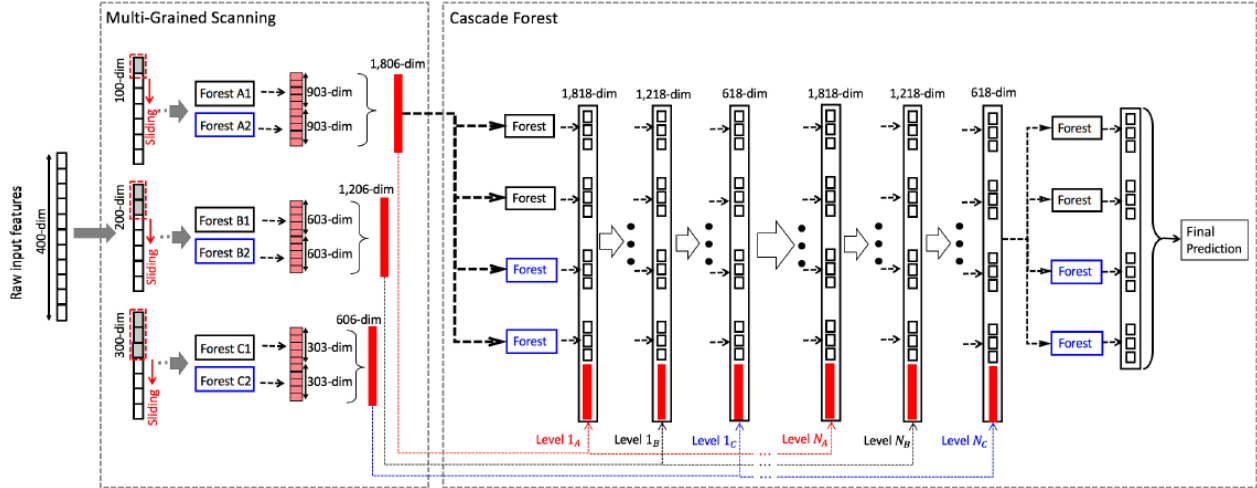 Multi-Grained Scanning
Cascade Forest
Raw input features
400-dim
100-dim
Sliding
Forest A1
Forest A2
903-dim
903-dim
1,806-dim
200-dim
Sliding
Forest B1
Forest B2
603-dim
603-dim
1,206-dim
300-dim
Sliding
Forest C1
Forest C2
303-dim
303-dim
606-dim
Forest
Forest
Forest
Forest
1,818-dim
1,218-dim
618-dim
1,818-dim
1,218-dim
618-dim
Level 1A
Level 1B
Level 1C
Level NA
Level NB
Level NC
... 
...
...
Forest
Forest
Forest
Forest
Final
Prediction